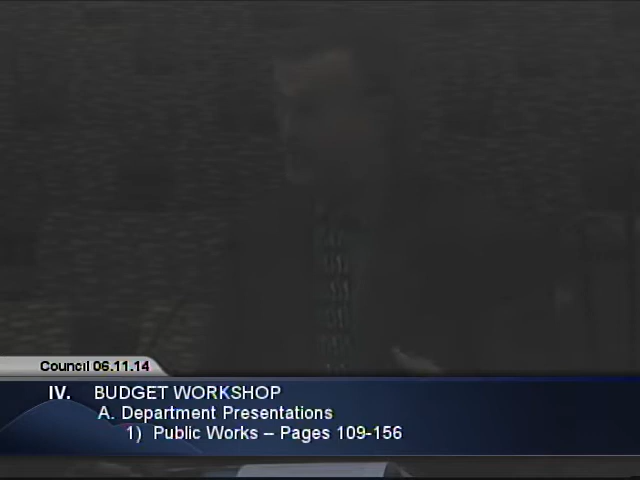 Council 06.11.14
IV. BUDGET WORKSHOP
A. Department Presentations
1) Public Works – Pages 109-156